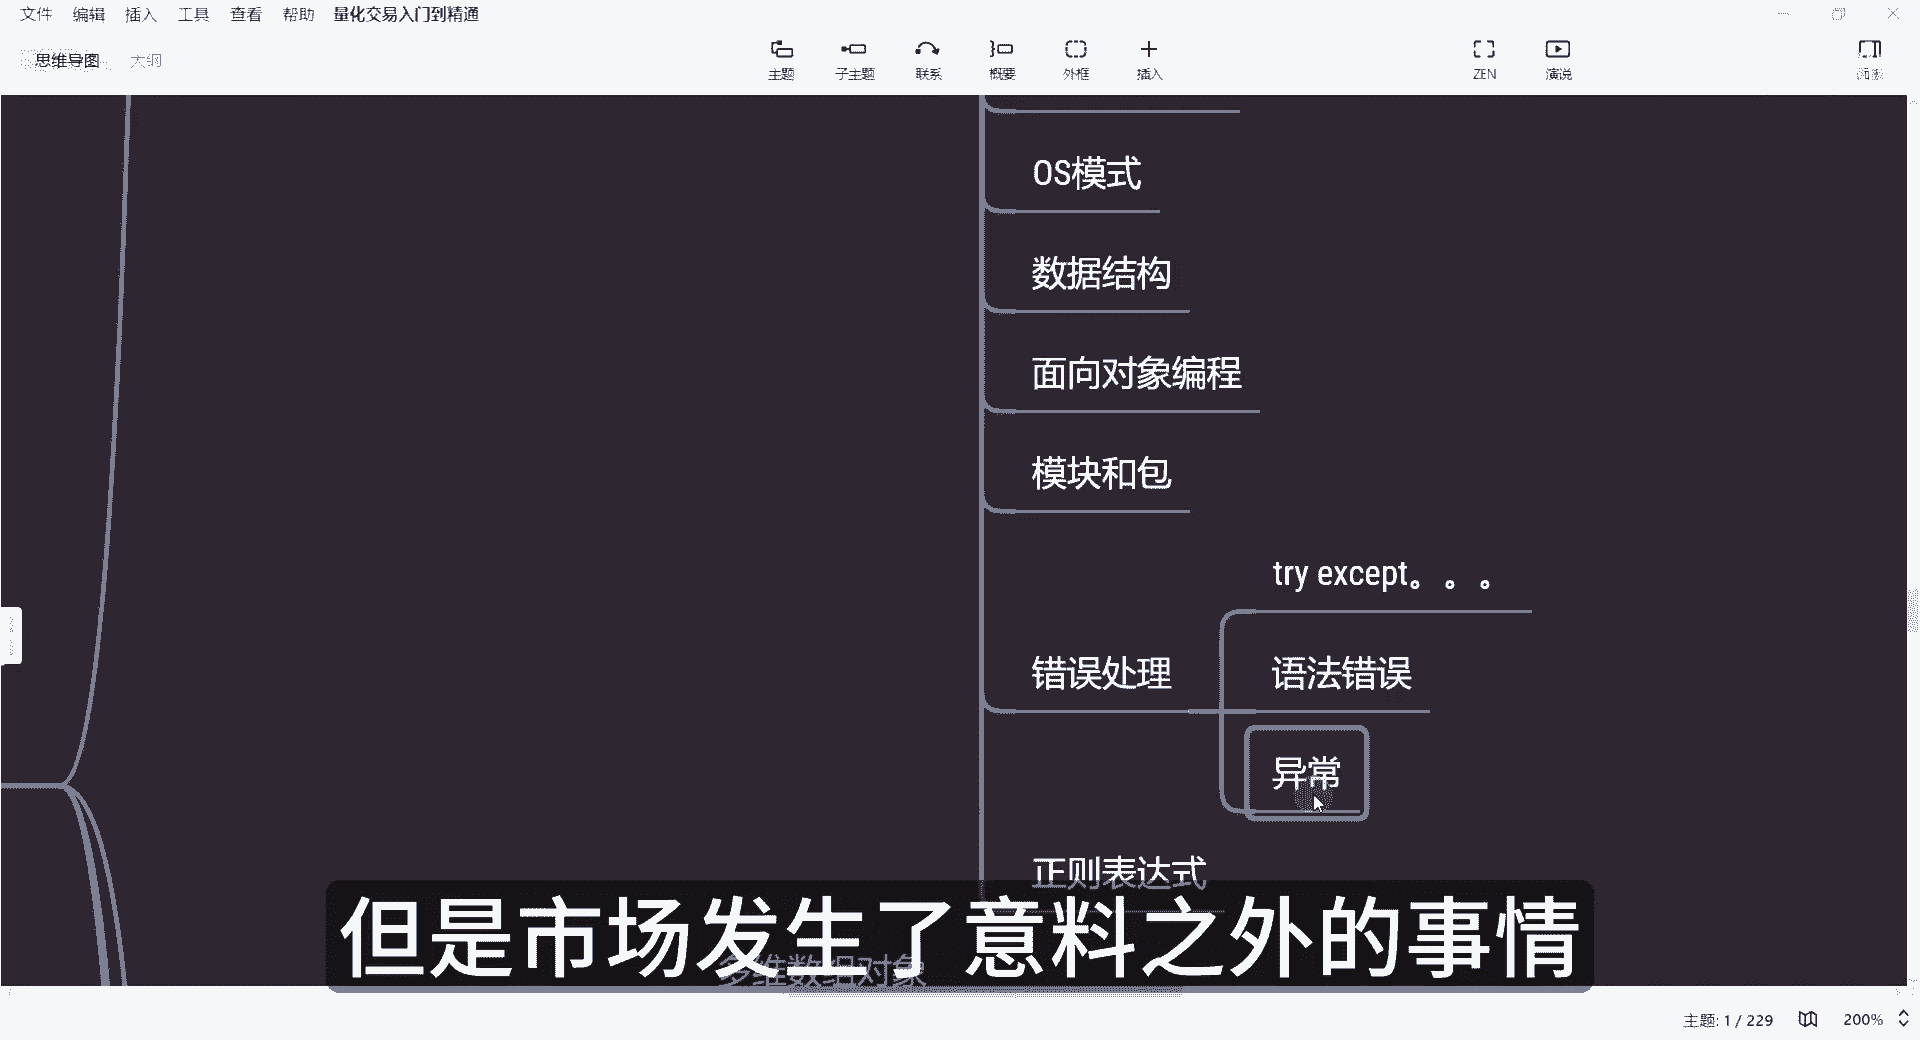 文件 编辑 插入 工具 查看 帮助 量化交易入门到精通
思维导图 大纲
主题 子主题 联系 概要 外框 插入 ZEN 演说 面板
OS模式
数据结构
面向对象编程
模块和包
try except。。。
错误处理
语法错误
异常
正则表达式
多维数组对象
但是市场发生了意料之外的事情
主题: 1 / 229 200%